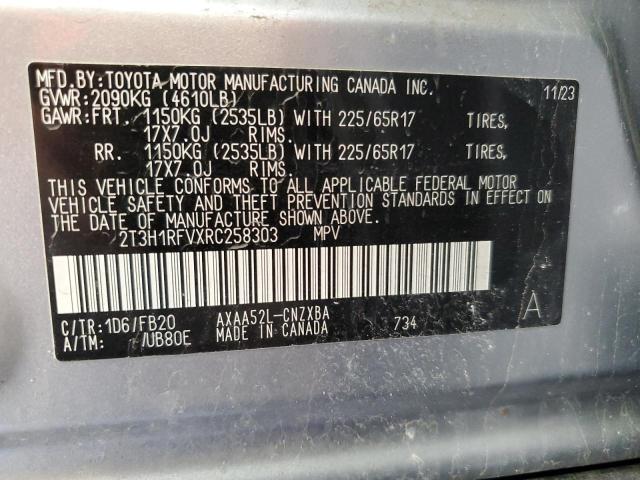 MFD.BY:TOYOTA MOTOR MANUFACTURING CANADA INC. 11/23
GVWR:2090KG (4610LB)
GAWR:FRT. 1150KG (2535LB) WITH 225/65R17 TIRES,
17X7.0J RIMS.
RR. 1150KG (2535LB) WITH 225/65R17 TIRES,
17X7.0J RIMS.
THIS VEHICLE CONFORMS TO ALL APPLICABLE FEDERAL MOTOR
VEHICLE SAFETY AND THEFT PREVENTION STANDARDS IN EFFECT ON
THE DATE OF MANUFACTURE SHOWN ABOVE.
2T3H1RFVXRC258303 MPV
C/TR:1D6/FB20 AXAA52L-CNZXBA 734 A
A/TM: /UB80E MADE IN CANADA